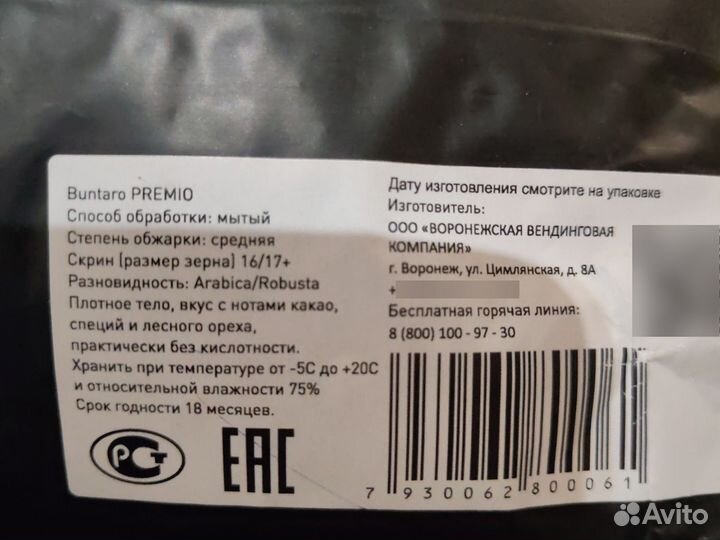 Buntaro PREMIO
Способ обработки: мытый
Степень обжарки: средняя
Скрин (размер зерна) 16/17+
Разновидность: Arabica/Robusta
Плотное тело, вкус с нотами какао,
специй и лесного ореха,
практически без кислотности.
Хранить при температуре от -5С до +20С
и относительной влажности 75%
Срок годности 18 месяцев.
РСТ
ЕАС
Дату изготовления смотрите на упаковке
Изготовитель:
ООО «ВОРОНЕЖСКАЯ ВЕНДИНГОВАЯ
КОМПАНИЯ»
г. Воронеж, ул. Цимлянская, д. 8А
+
Бесплатная горячая линия:
8 (800) 100 - 97 - 30
7 930062 800061
Avito